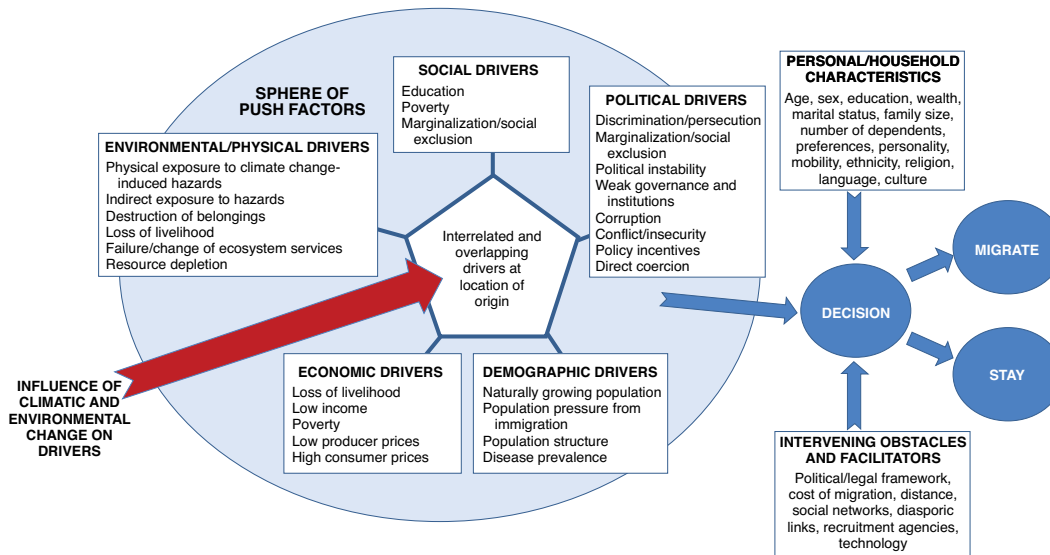 SPHERE OF
PUSH FACTORS
SOCIAL DRIVERS
Education
Poverty
Marginalization/social
exclusion
ENVIRONMENTAL/PHYSICAL DRIVERS
Physical exposure to climate change-
induced hazards
Indirect exposure to hazards
Destruction of belongings
Loss of livelihood
Failure/change of ecosystem services
Resource depletion
POLITICAL DRIVERS
Discrimination/persecution
Marginalization/social
exclusion
Political instability
Weak governance and
institutions
Corruption
Conflict/insecurity
Policy incentives
Direct coercion
Interrelated and
overlapping
drivers at
location of
origin
ECONOMIC DRIVERS
Loss of livelihood
Low income
Poverty
Low producer prices
High consumer prices
DEMOGRAPHIC DRIVERS
Naturally growing population
Population pressure from
immigration
Population structure
Disease prevalence
INFLUENCE OF
CLIMATIC AND
ENVIRONMENTAL
CHANGE ON
DRIVERS
PERSONAL/HOUSEHOLD
CHARACTERISTICS
Age, sex, education, wealth,
marital status, family size,
number of dependents,
preferences, personality,
mobility, ethnicity, religion,
language, culture
DECISION
MIGRATE
STAY
INTERVENING OBSTACLES
AND FACILITATORS
Political/legal framework,
cost of migration, distance,
social networks, diasporic
links, recruitment agencies,
technology